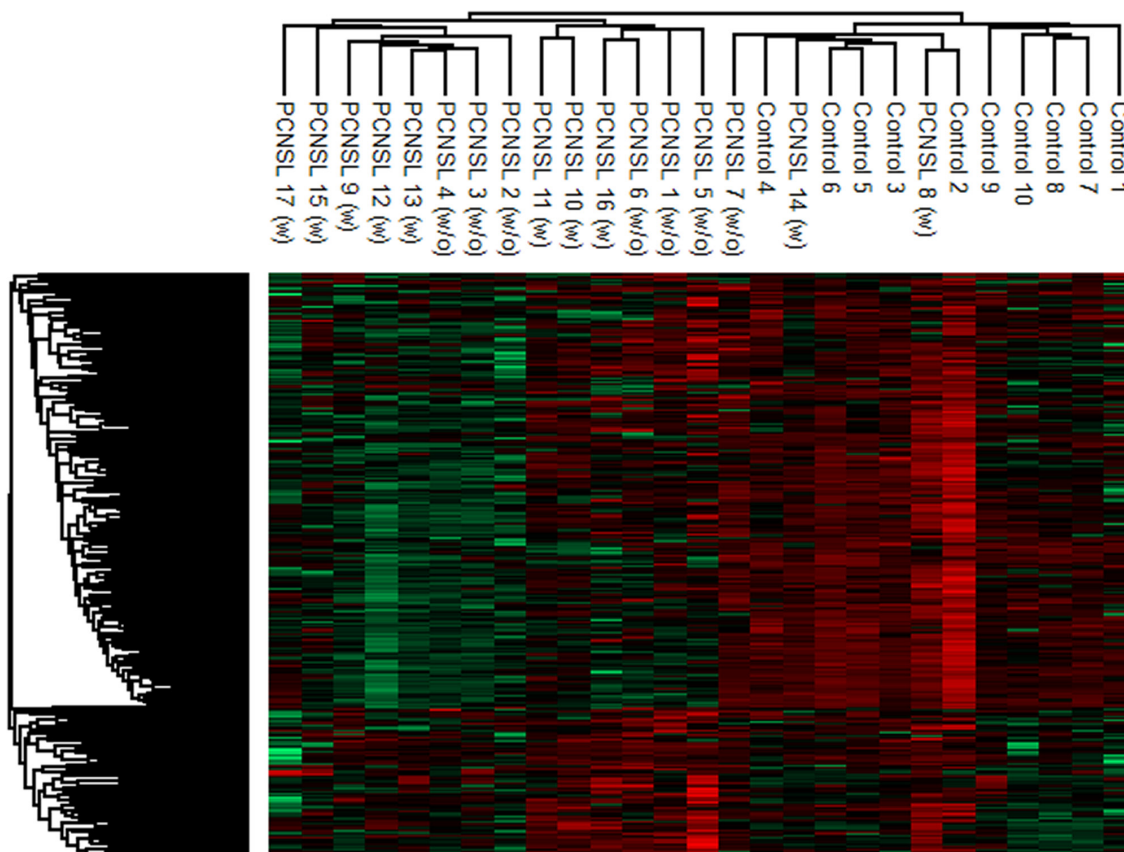 PCNSL 17 (w)
PCNSL 15 (w)
PCNSL 9 (w)
PCNSL 12 (w)
PCNSL 13 (w)
PCNSL 4 (w/o)
PCNSL 3 (w/o)
PCNSL 2 (w/o)
PCNSL 11 (w)
PCNSL 10 (w)
PCNSL 16 (w)
PCNSL 6 (w/o)
PCNSL 1 (w/o)
PCNSL 5 (w/o)
PCNSL 7 (w/o)
Control 4
PCNSL 14 (w)
Control 6
Control 5
Control 3
PCNSL 8 (w)
Control 2
Control 9
Control 10
Control 8
Control 7
Control 1